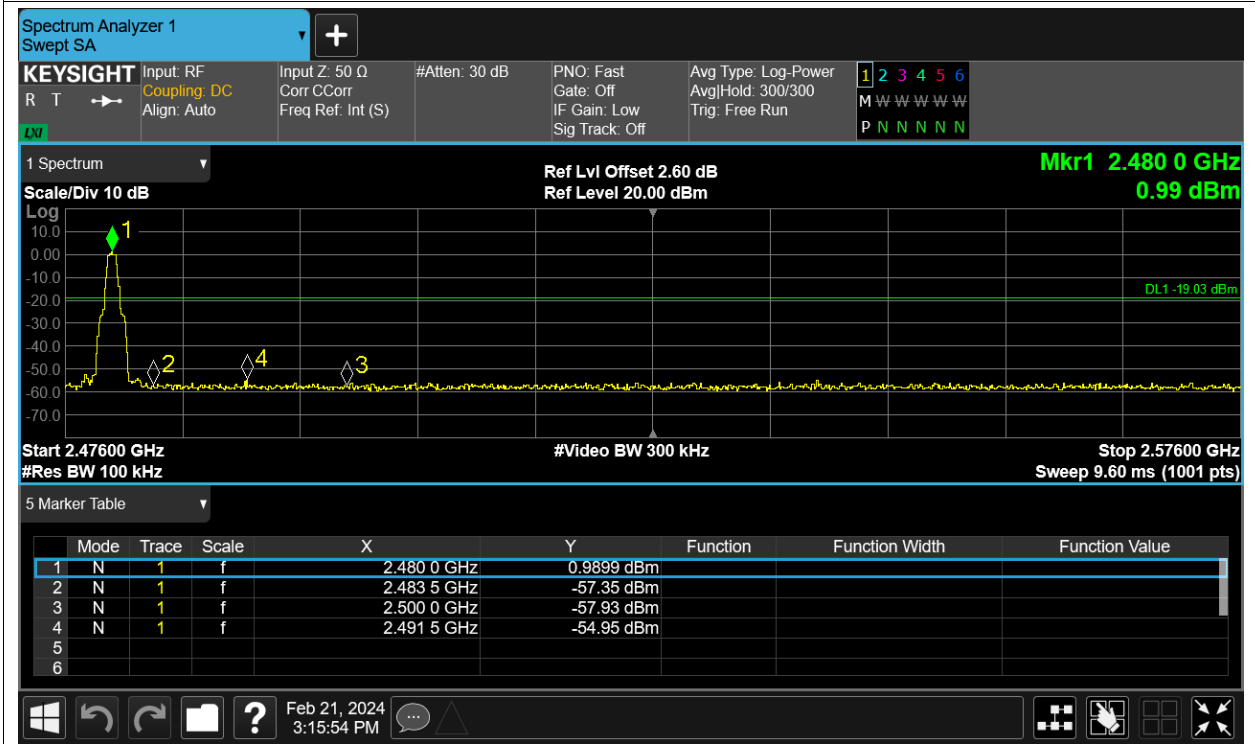 Spectrum Analyzer 1
Swept SA
KEYSIGHT
R T
LXI
Input: RF
Coupling: DC
Align: Auto
Input Z: 50 Ω
Corr CCorr
Freq Ref: Int (S)
#Atten: 30 dB
PNO: Fast
Gate: Off
IF Gain: Low
Sig Track: Off
Avg Type: Log-Power
Avg|Hold: 300/300
Trig: Free Run
1 2 3 4 5 6
M W W W W W
P N N N N N
1 Spectrum
Scale/Div 10 dB
Ref Lvl Offset 2.60 dB
Ref Level 20.00 dBm
Mkr1 2.480 0 GHz
0.99 dBm
Log
10.0
0.00
-10.0
-20.0
-30.0
-40.0
-50.0
-60.0
-70.0
1
2
4
3
DL1 -19.03 dBm
Start 2.47600 GHz
#Video BW 300 kHz
Stop 2.57600 GHz
#Res BW 100 kHz
Sweep 9.60 ms (1001 pts)
5 Marker Table
Mode Trace Scale X Y Function Function Width Function Value
1 N 1 f 2.480 0 GHz 0.9899 dBm
2 N 1 f 2.483 5 GHz -57.35 dBm
3 N 1 f 2.500 0 GHz -57.93 dBm
4 N 1 f 2.491 5 GHz -54.95 dBm
5
6
?
Feb 21, 2024
3:15:54 PM